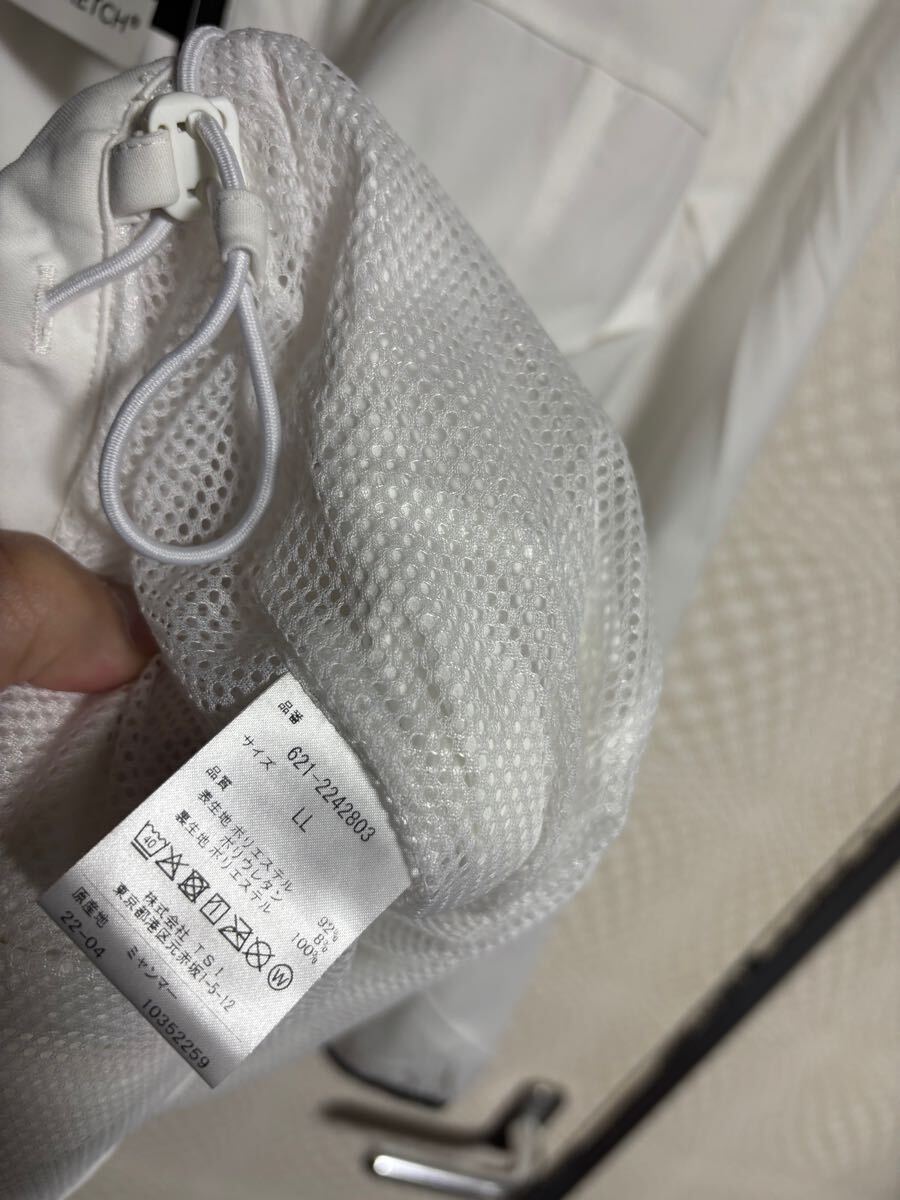 ETCH®
品番 621-2242803
サイズ LL
品質
表生地 ポリエステル 92%
ポリウレタン 8%
裏生地 ポリエステル 100%
40 W
株式会社 TSI
東京都港区元赤坂1-5-12
原産地 ミャンマー
22-04 10352259